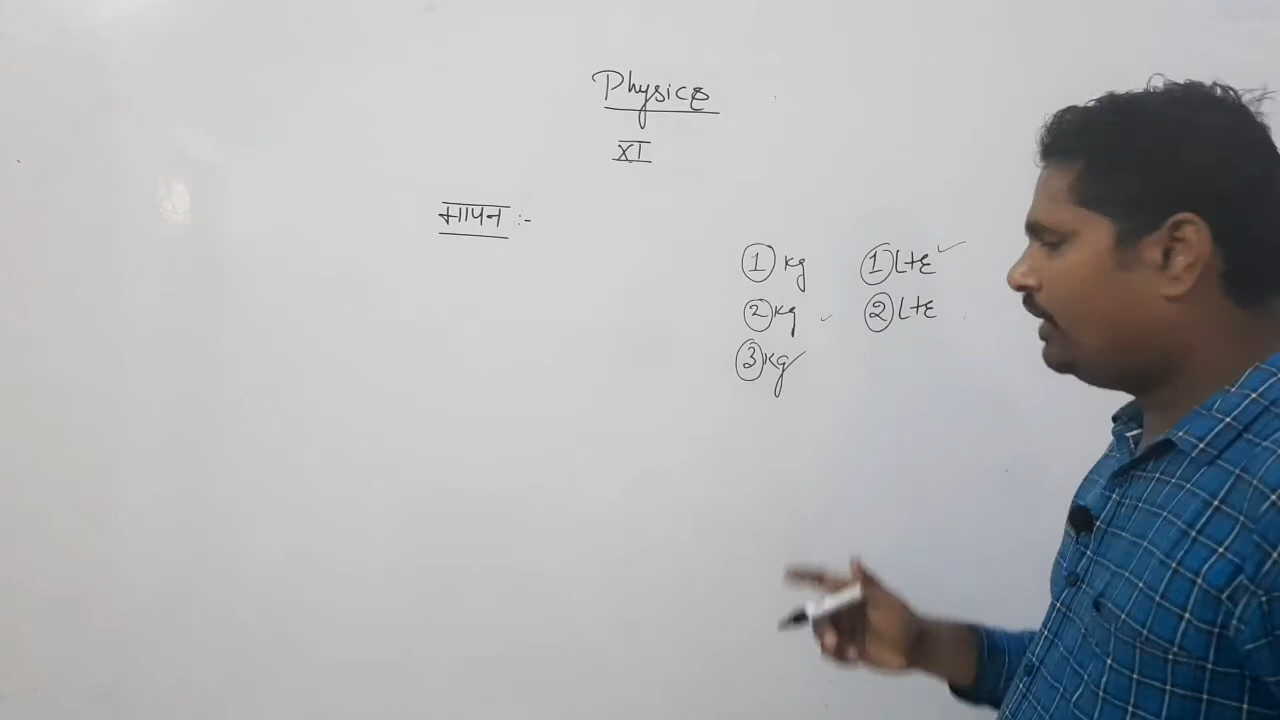 Physics
XI
मापन :-
1 kg 1 Ltr
2 kg 2 Ltr
3 kg